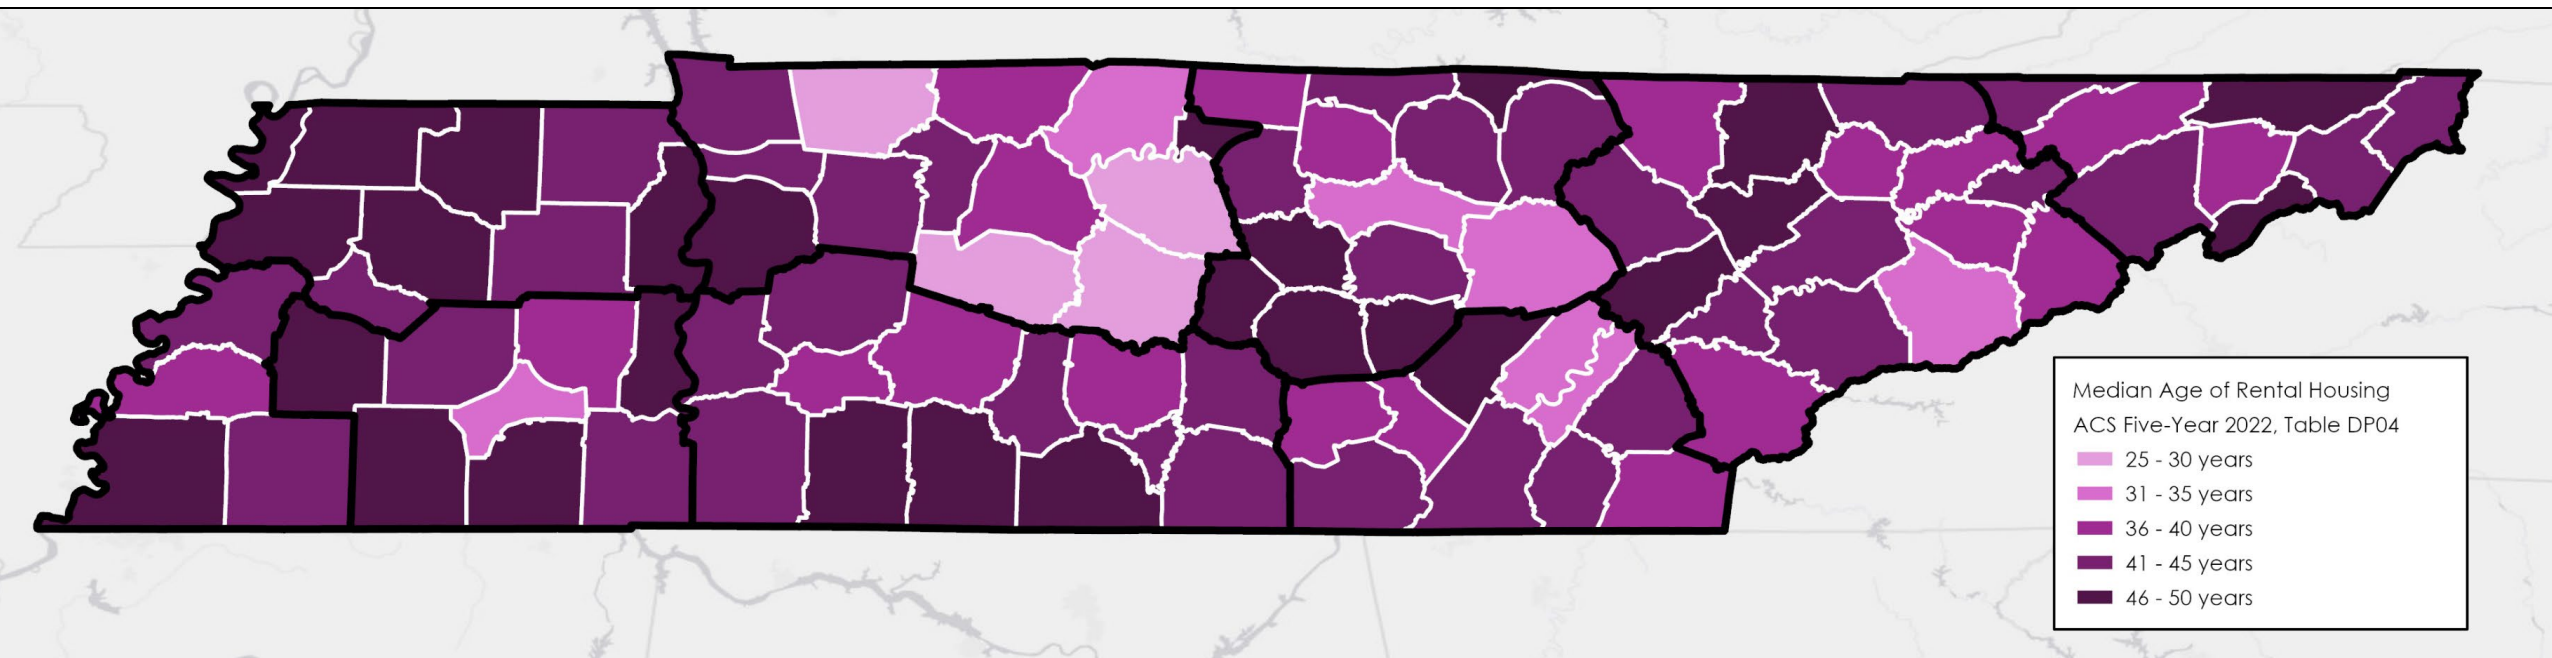 Median Age of Rental Housing
ACS Five-Year 2022, Table DP04
25 - 30 years
31 - 35 years
36 - 40 years
41 - 45 years
46 - 50 years